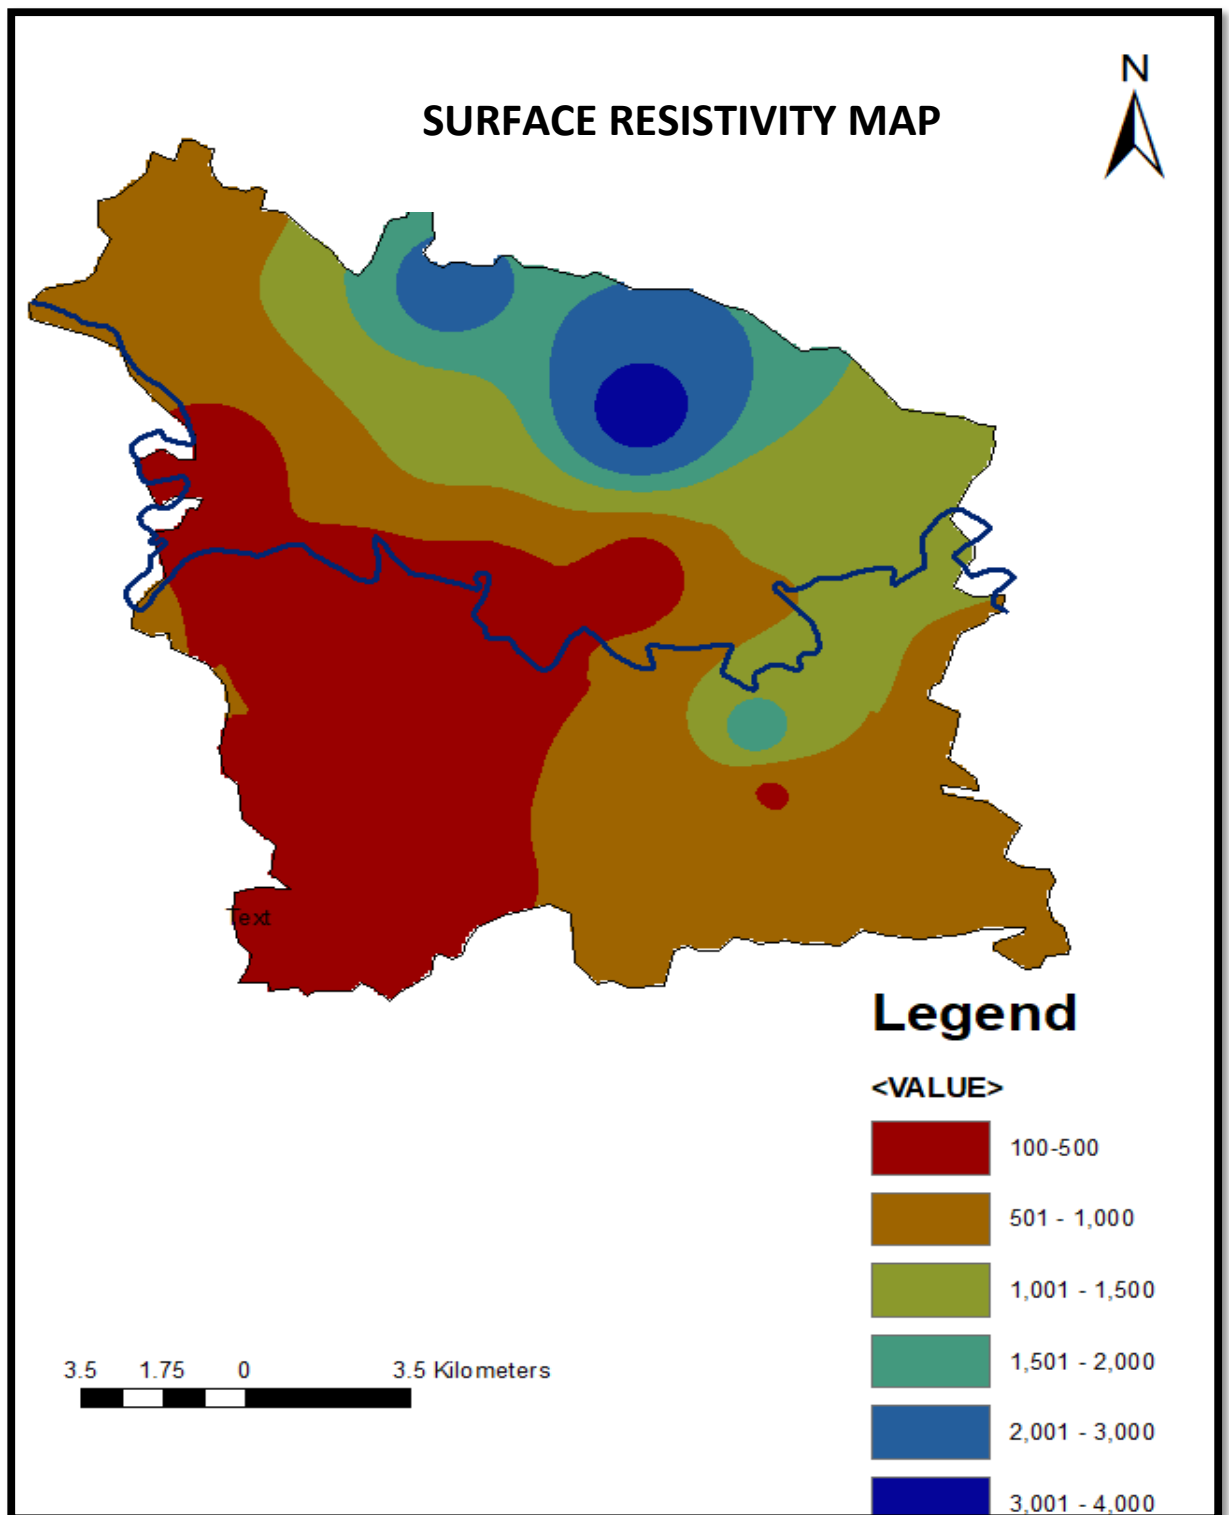 N
SURFACE RESISTIVITY MAP
Text
Legend
<VALUE>
100-500
501 - 1,000
1,001 - 1,500
1,501 - 2,000
2,001 - 3,000
3,001 - 4,000
3.5 1.75 0 3.5 Kilometers